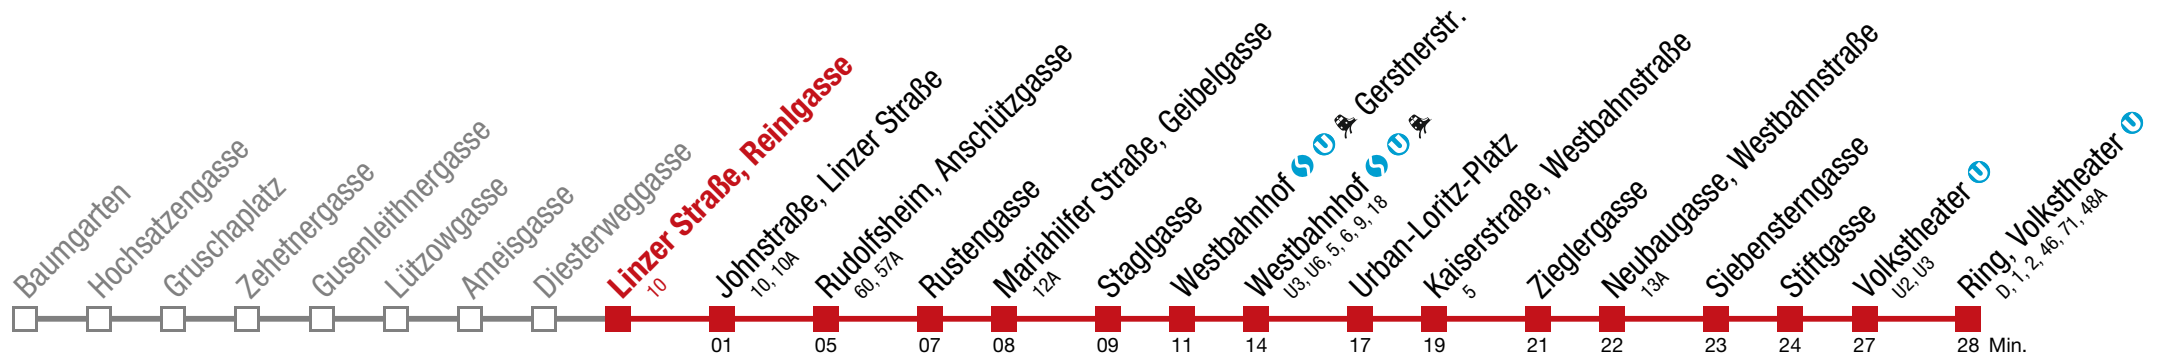 Baumgarten
Hochsatzengasse
Gruschaplatz
Zehetnergasse
Gusenleithnergasse
Lützowgasse
Ameisgasse
Diesterweggasse
Linzer Straße, Reinlgasse
10
Johnstraße, Linzer Straße
10, 10A
Rudolfsheim, Anschützgasse
60, 57A
Rustengasse
Mariahilfer Straße, Geibelgasse
12A
Staglgasse
Westbahnhof S U Gerstnerstr.
Westbahnhof S U
U3, U6, 5, 6, 9, 18
Urban-Loritz-Platz
Kaiserstraße, Westbahnstraße
5
Zieglergasse
Neubaugasse, Westbahnstraße
13A
Siebensterngasse
Stiftgasse
Volkstheater U
U2, U3
Ring, Volkstheater U
D, 1, 2, 46, 71, 48A
01 05 07 08 09 11 14 17 19 21 22 23 24 27 28 Min.